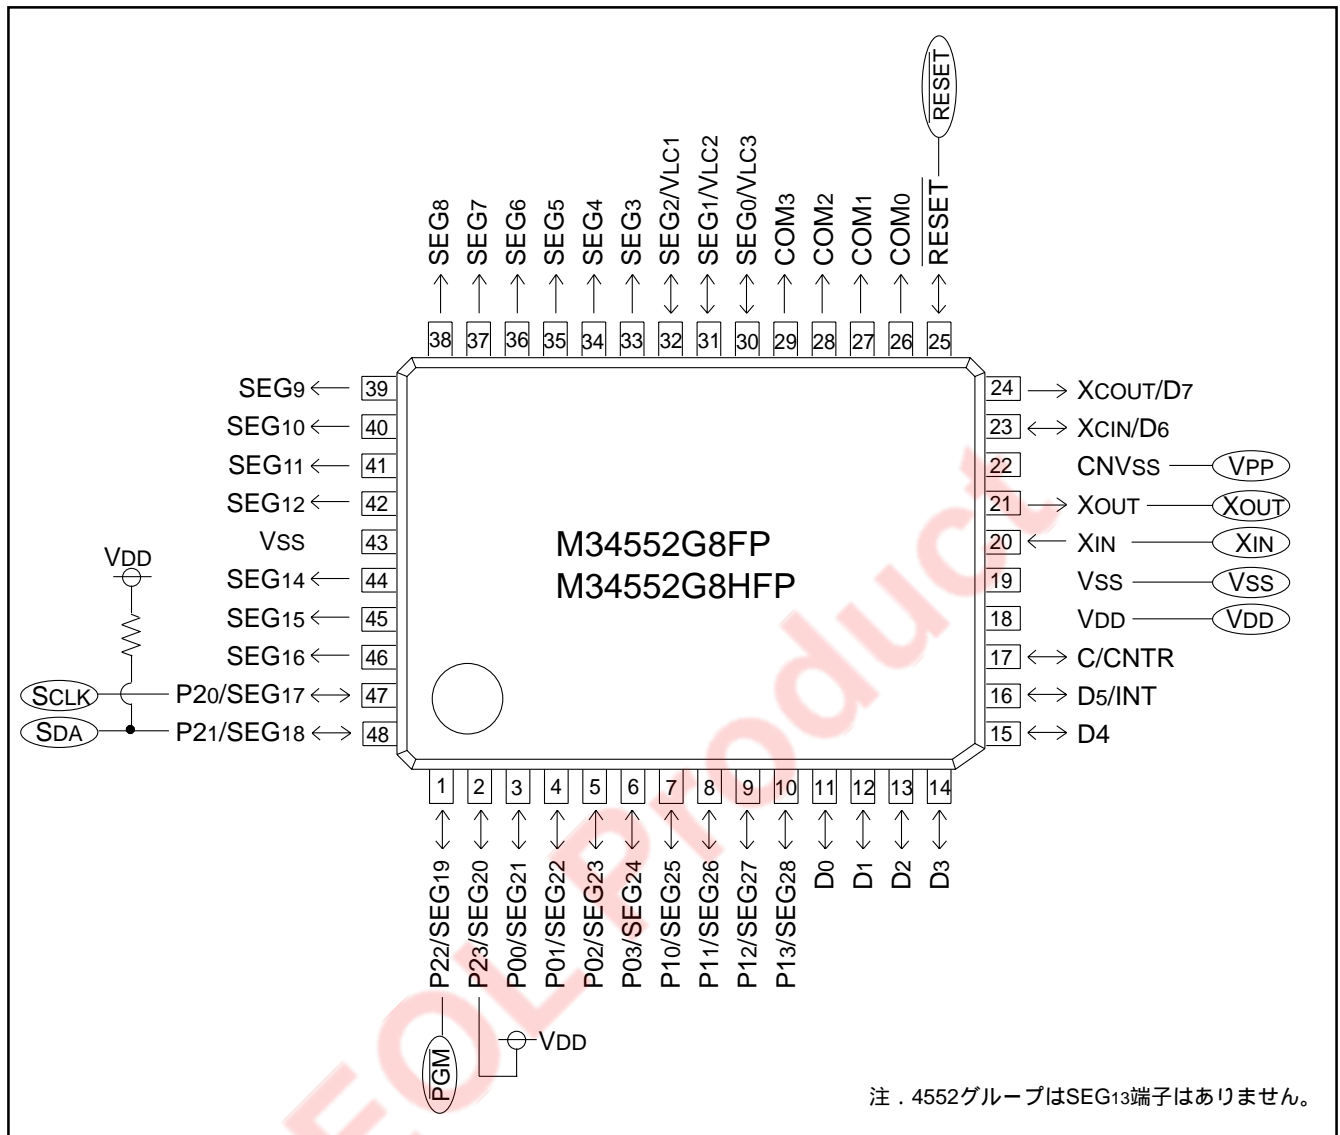 RESET
SEG8
SEG7
SEG6
SEG5
SEG4
SEG3
SEG2/VLC1
SEG1/VLC2
SEG0/VLC3
COM3
COM2
COM1
COM0
RESET
38 37 36 35 34 33 32 31 30 29 28 27 26 25
SEG9 39
SEG10 40
SEG11 41
SEG12 42
VSS 43
SEG14 44
SEG15 45
SEG16 46
SCLK P20/SEG17 47
SDA P21/SEG18 48
VDD
M34552G8FP
M34552G8HFP
24 XCOUT/D7
23 XCIN/D6
22 CNVSS VPP
21 XOUT XOUT
20 XIN XIN
19 VSS VSS
18 VDD VDD
17 C/CNTR
16 D5/INT
15 D4
1 2 3 4 5 6 7 8 9 10 11 12 13 14
P22/SEG19
P23/SEG20
P00/SEG21
P01/SEG22
P02/SEG23
P03/SEG24
P10/SEG25
P11/SEG26
P12/SEG27
P13/SEG28
D0
D1
D2
D3
PGM
VDD
注．4552グループはSEG13端子はありません。
EOL Product